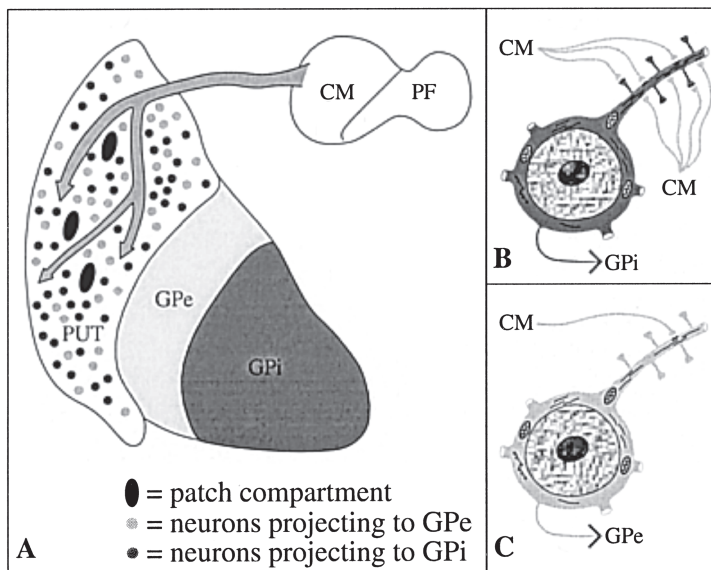 CM
PF
PUT
GPe
GPi
= patch compartment
= neurons projecting to GPe
= neurons projecting to GPi
A
CM
CM
B
GPi
CM
C
GPe